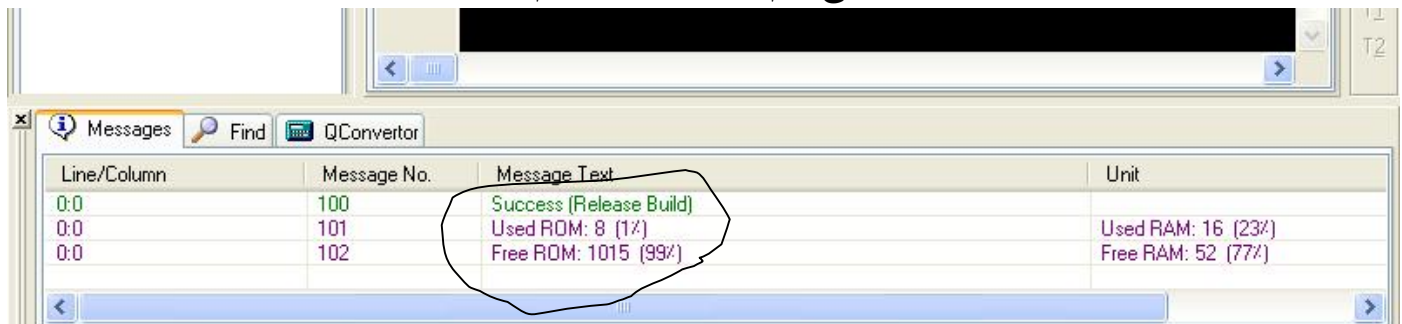 T2
Messages Find QConvertor
Line/Column Message No. Message Text Unit
0:0 100 Success (Release Build)
0:0 101 Used ROM: 8 (1%) Used RAM: 16 (23%)
0:0 102 Free ROM: 1015 (99%) Free RAM: 52 (77%)